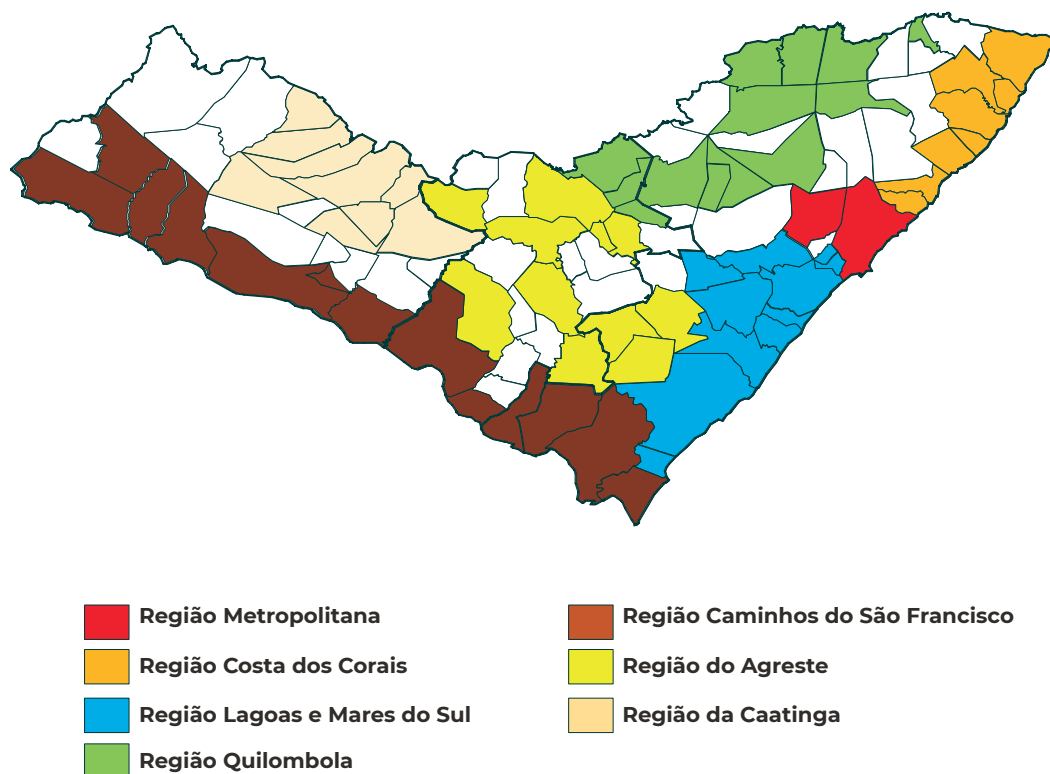 Região Metropolitana
Região Costa dos Corais
Região Lagoas e Mares do Sul
Região Quilombola
Região Caminhos do São Francisco
Região do Agreste
Região da Caatinga